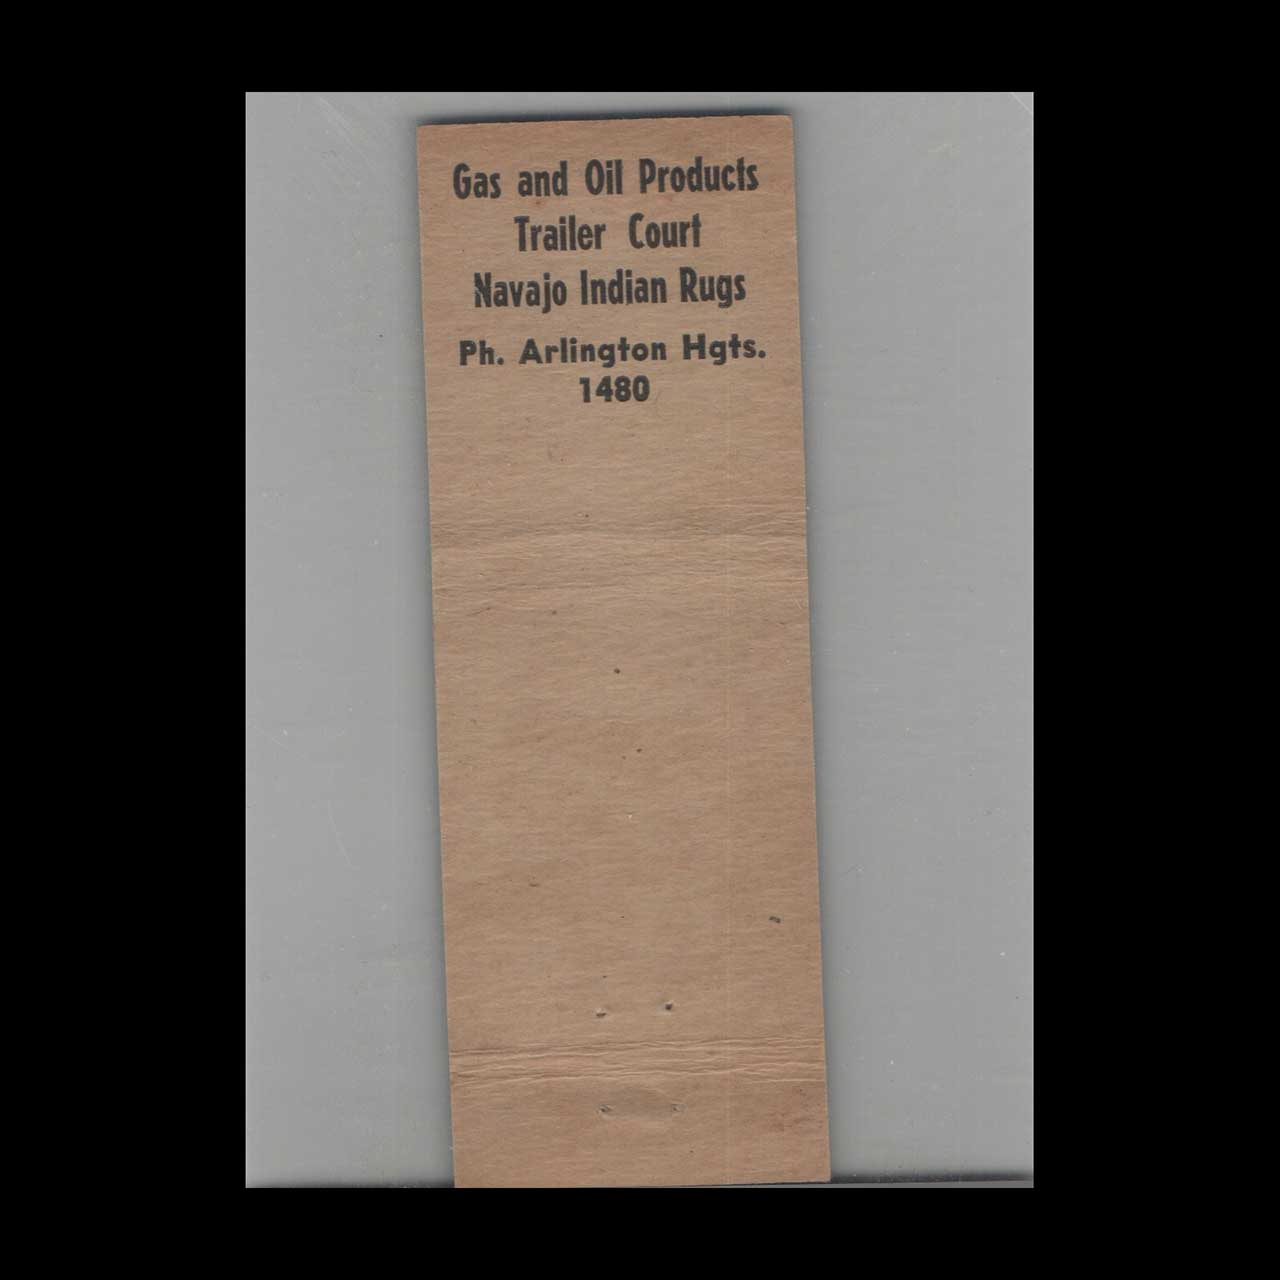 Gas and Oil Products
Trailer Court
Navajo Indian Rugs
Ph. Arlington Hgts.
1480